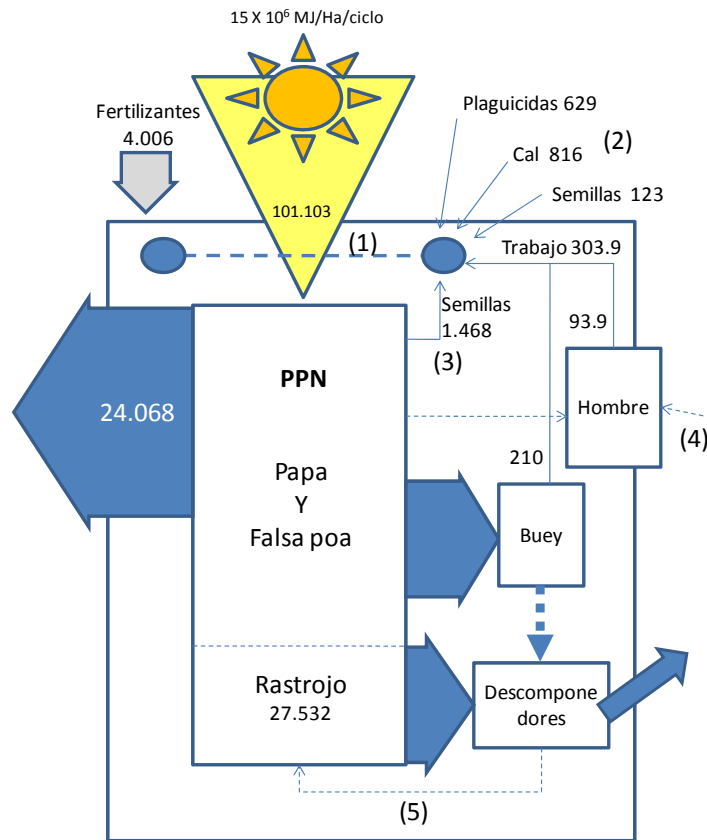 15 X 10⁶ MJ/Ha/ciclo
Fertilizantes
4.006
Plaguicidas 629
Cal 816
(2)
Semillas 123
101.103
(1)
Trabajo 303.9
Semillas
1.468
(3)
93.9
PPN
24.068
Hombre
(4)
Papa
Y
Falsa poa
210
Buey
Rastrojo
27.532
Descompone
dores
(5)